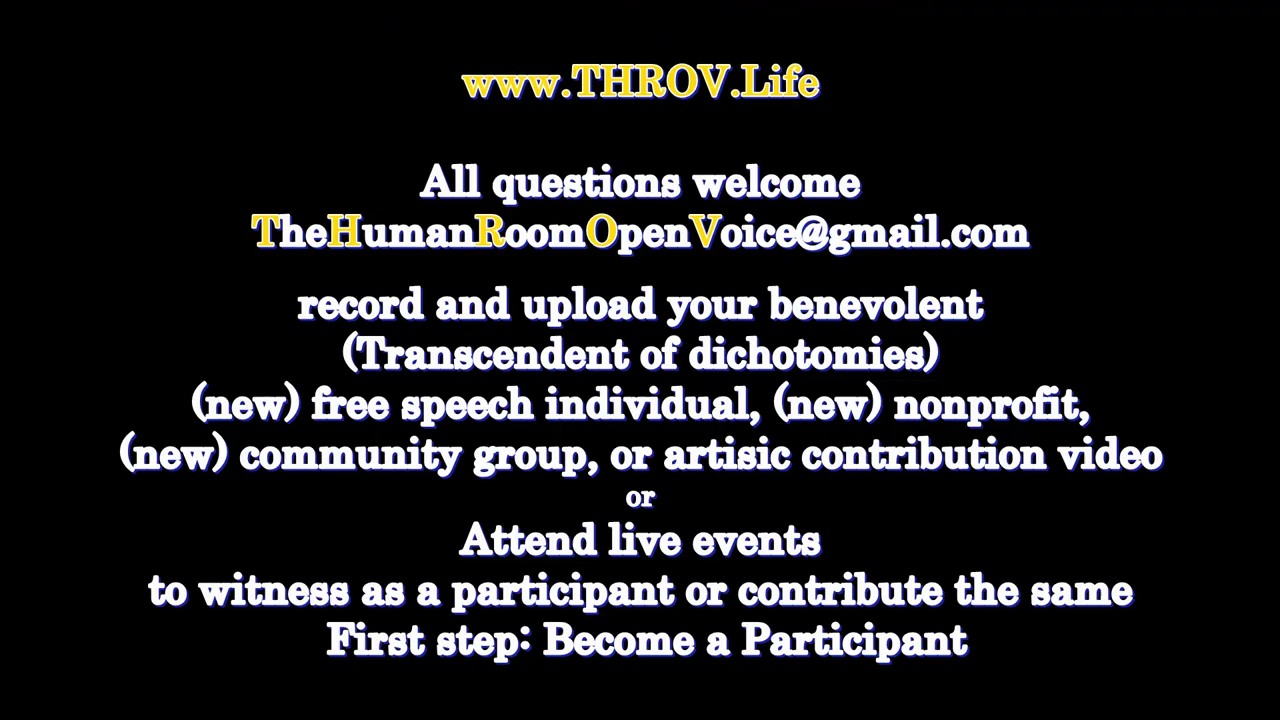 www.THROV.Life
All questions welcome
TheHumanRoomOpenVoice@gmail.com
record and upload your benevolent
(Transcendent of dichotomies)
(new) free speech individual, (new) nonprofit,
(new) community group, or artisic contribution video
or
Attend live events
to witness as a participant or contribute the same
First step: Become a Participant